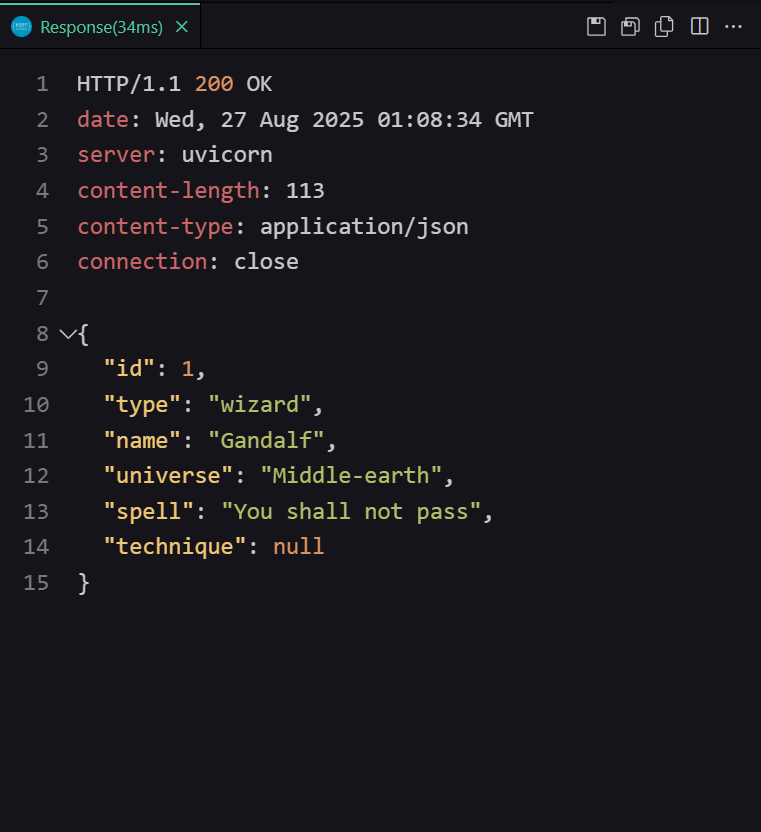 Response(34ms)
1 HTTP/1.1 200 OK
2 date: Wed, 27 Aug 2025 01:08:34 GMT
3 server: uvicorn
4 content-length: 113
5 content-type: application/json
6 connection: close
7
8 {
9   "id": 1,
10   "type": "wizard",
11   "name": "Gandalf",
12   "universe": "Middle-earth",
13   "spell": "You shall not pass",
14   "technique": null
15 }